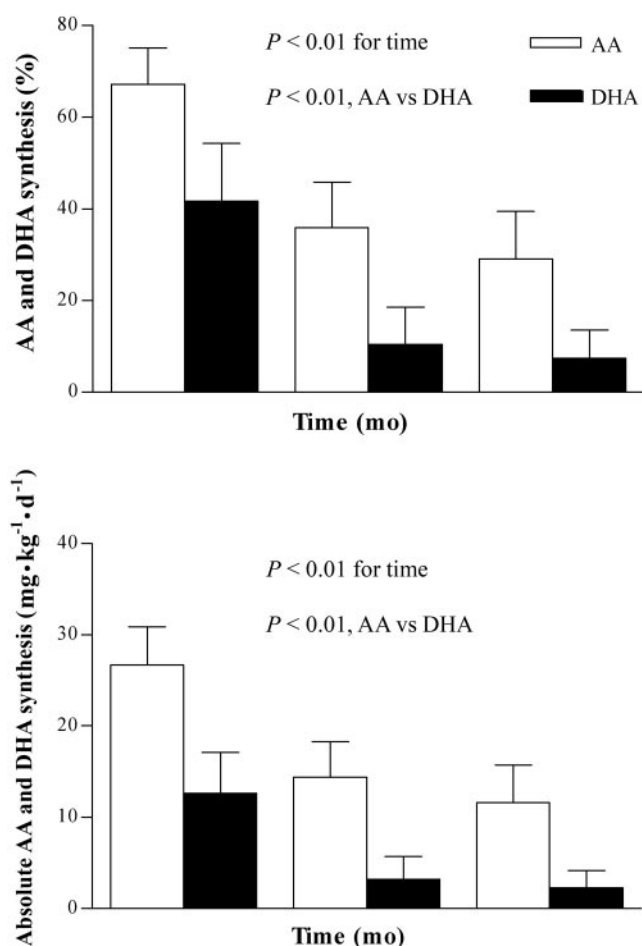 80
60
40
20
0
AA and DHA synthesis (%)
P < 0.01 for time
P < 0.01, AA vs DHA
AA
DHA
Time (mo)
40
30
20
10
0
Absolute AA and DHA synthesis (mg•kg⁻¹•d⁻¹)
P < 0.01 for time
P < 0.01, AA vs DHA
Time (mo)